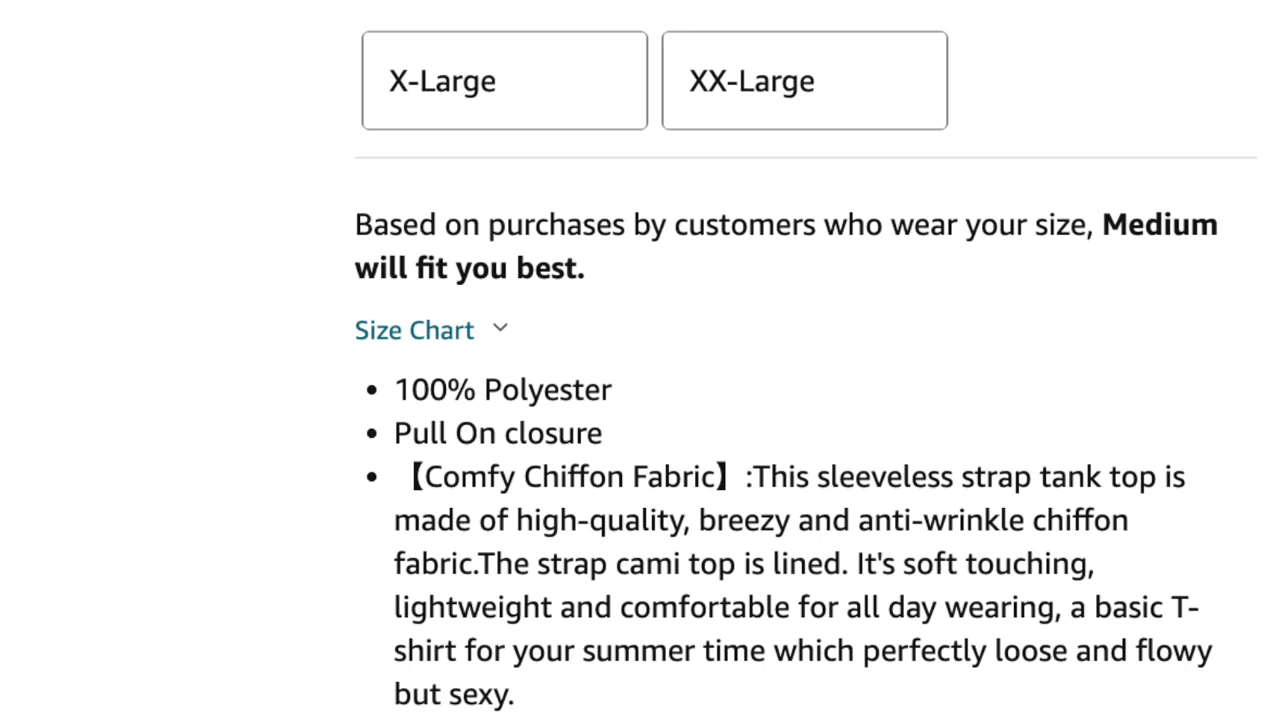 X-Large
XX-Large
Based on purchases by customers who wear your size, Medium
will fit you best.
Size Chart
• 100% Polyester
• Pull On closure
• 【Comfy Chiffon Fabric】:This sleeveless strap tank top is
made of high-quality, breezy and anti-wrinkle chiffon
fabric.The strap cami top is lined. It's soft touching,
lightweight and comfortable for all day wearing, a basic T-
shirt for your summer time which perfectly loose and flowy
but sexy.